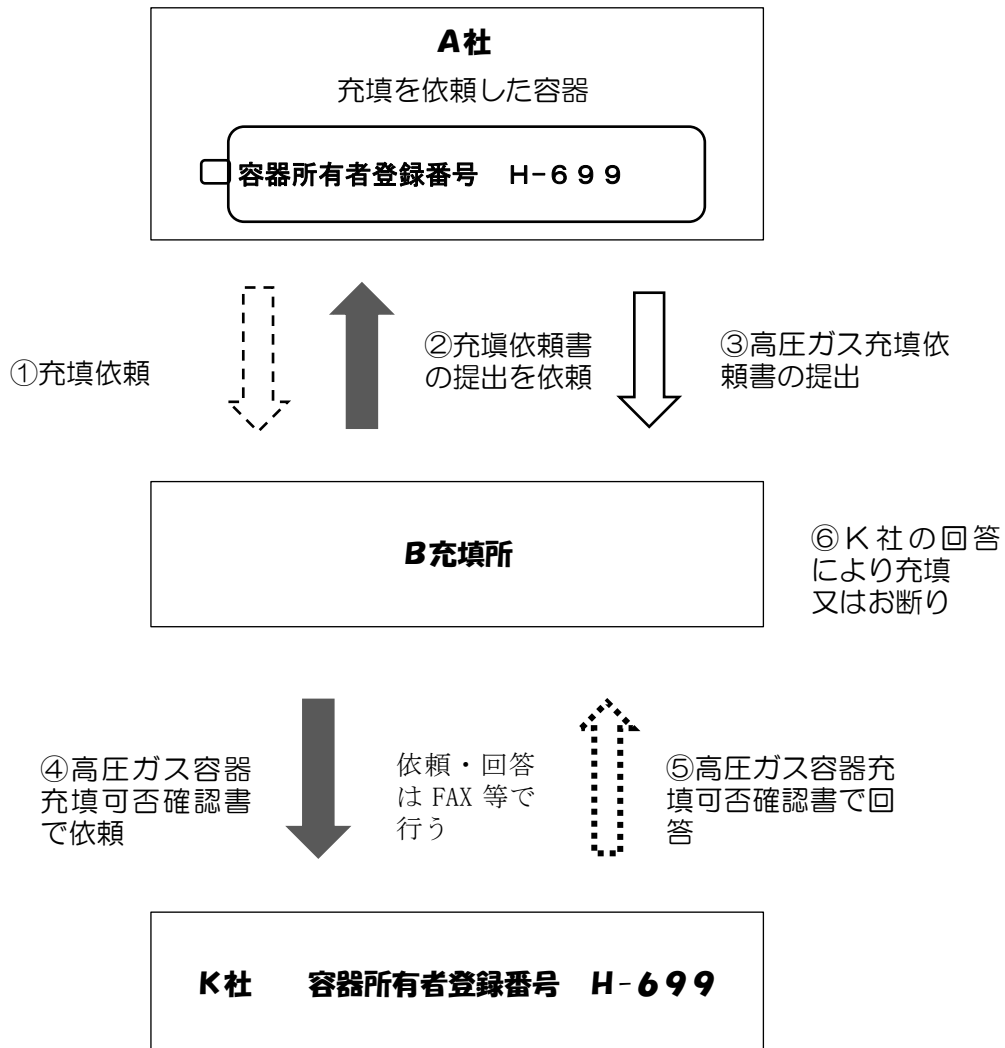 A社
充填を依頼した容器
容器所有者登録番号 H-699
①充填依頼
②充塡依頼書
の提出を依頼
③高圧ガス充填依
頼書の提出
B充填所
⑥K社の回答
により充填
又はお断り
④高圧ガス容器
充填可否確認書
で依頼
依頼・回答
は FAX 等で
行う
⑤高圧ガス容器充
填可否確認書で回
答
K社 容器所有者登録番号 H-699